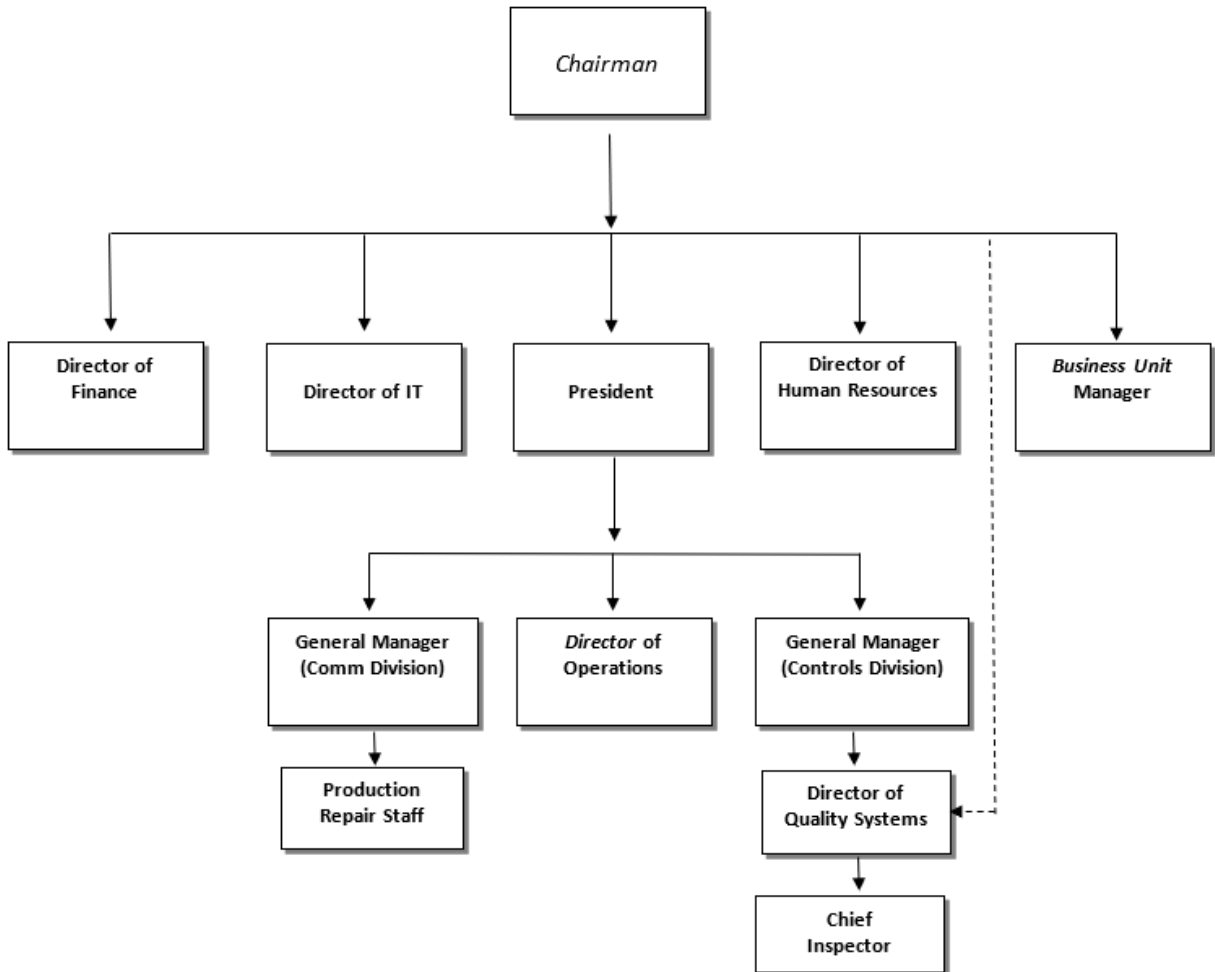 Chairman
Director of
Finance
Director of IT
President
Director of
Human Resources
Business Unit
Manager
General Manager
(Comm Division)
Director of
Operations
General Manager
(Controls Division)
Production
Repair Staff
Director of
Quality Systems
Chief
Inspector